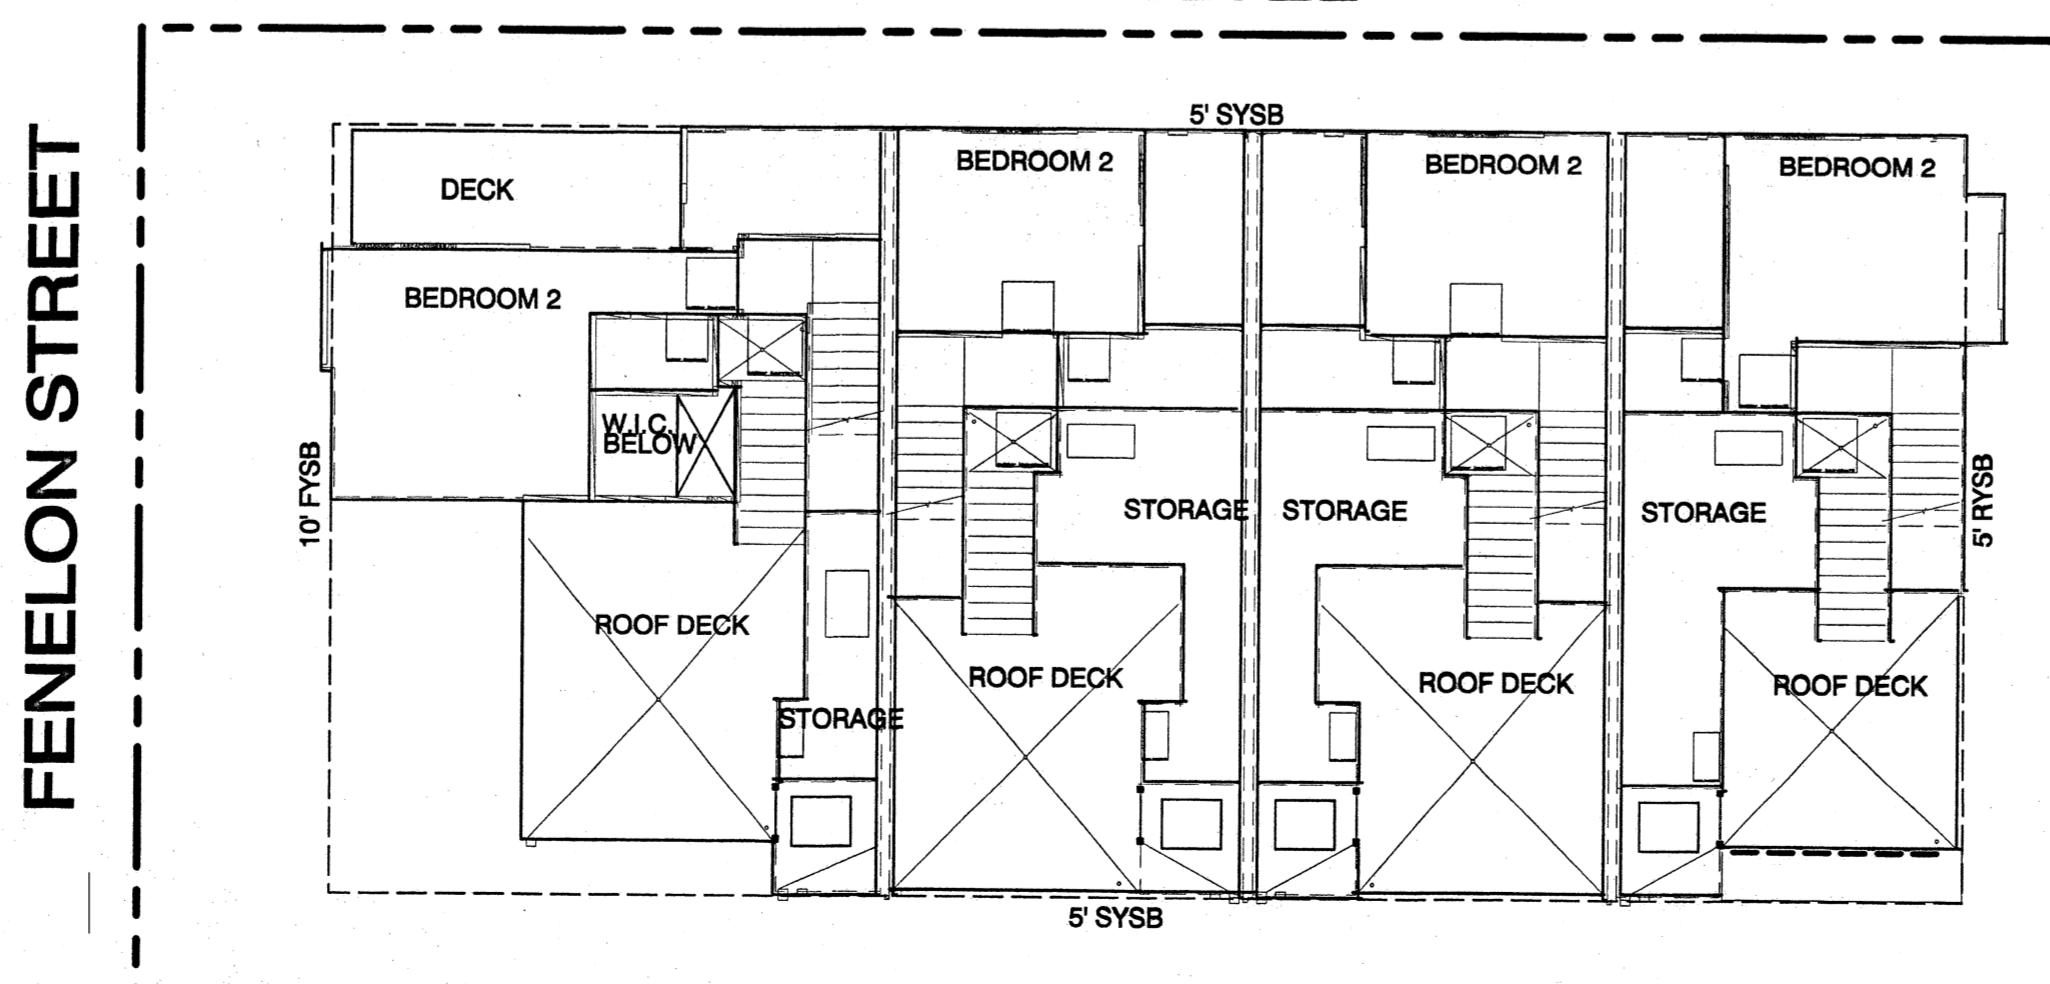 FENELON STREET
5' SYSB
DECK
BEDROOM 2
BEDROOM 2
BEDROOM 2
BEDROOM 2
10' FYSB
W.I.C.
BELOW
STORAGE
STORAGE
STORAGE
5' RYSB
ROOF DECK
ROOF DECK
ROOF DECK
ROOF DECK
STORAGE
5' SYSB